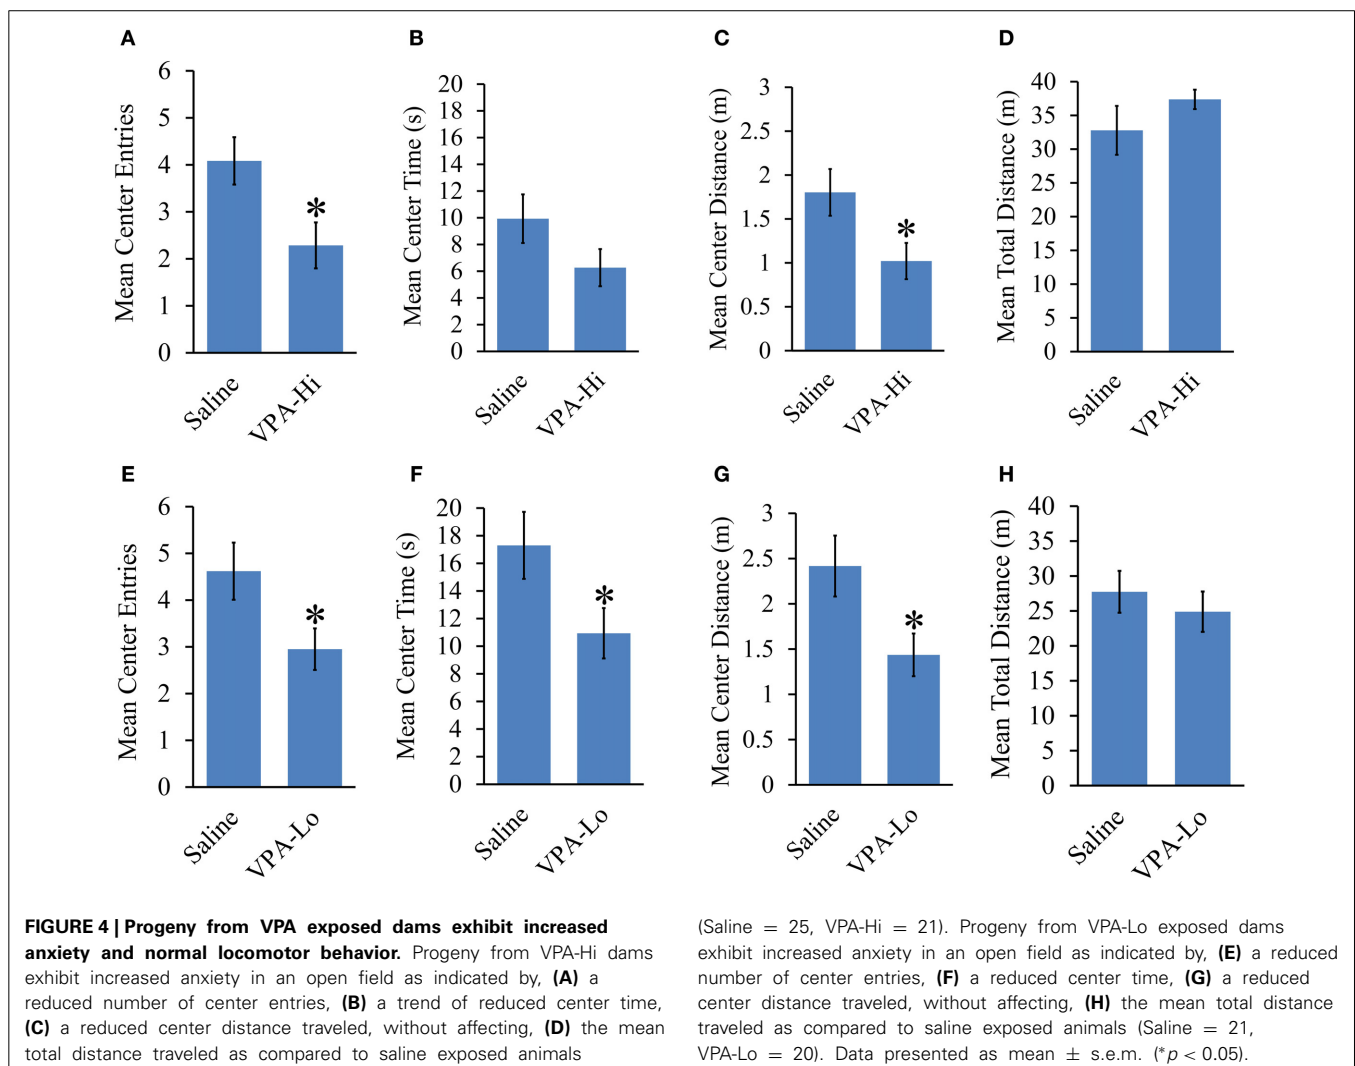 A
B
C
D
Mean Center Entries
6
5
4
3
2
1
0
*
Saline
VPA-Hi
Mean Center Time (s)
20
18
16
14
12
10
8
6
4
2
0
Saline
VPA-Hi
Mean Center Distance (m)
3
2.5
2
1.5
1
0.5
0
*
Saline
VPA-Hi
Mean Total Distance (m)
40
35
30
25
20
15
10
5
0
Saline
VPA-Hi
E
F
G
H
Mean Center Entries
6
5
4
3
2
1
0
*
Saline
VPA-Lo
Mean Center Time (s)
20
18
16
14
12
10
8
6
4
2
0
*
Saline
VPA-Lo
Mean Center Distance (m)
3
2.5
2
1.5
1
0.5
0
*
Saline
VPA-Lo
Mean Total Distance (m)
40
35
30
25
20
15
10
5
0
Saline
VPA-Lo
FIGURE 4 | Progeny from VPA exposed dams exhibit increased
anxiety and normal locomotor behavior. Progeny from VPA-Hi dams
exhibit increased anxiety in an open field as indicated by, (A) a
reduced number of center entries, (B) a trend of reduced center time,
(C) a reduced center distance traveled, without affecting, (D) the mean
total distance traveled as compared to saline exposed animals
(Saline = 25, VPA-Hi = 21). Progeny from VPA-Lo exposed dams
exhibit increased anxiety in an open field as indicated by, (E) a reduced
number of center entries, (F) a reduced center time, (G) a reduced
center distance traveled, without affecting, (H) the mean total distance
traveled as compared to saline exposed animals (Saline = 21,
VPA-Lo = 20). Data presented as mean ± s.e.m. (*p < 0.05).